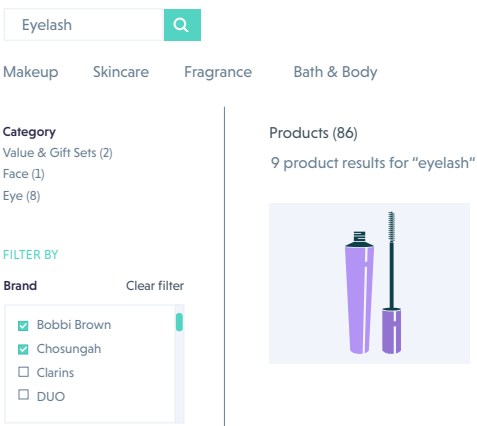 Eyelash
Makeup Skincare Fragrance Bath & Body
Category
Value & Gift Sets (2)
Face (1)
Eye (8)
FILTER BY
Brand Clear filter
Bobbi Brown
Chosungah
Clarins
DUO
Products (86)
9 product results for “eyelash”